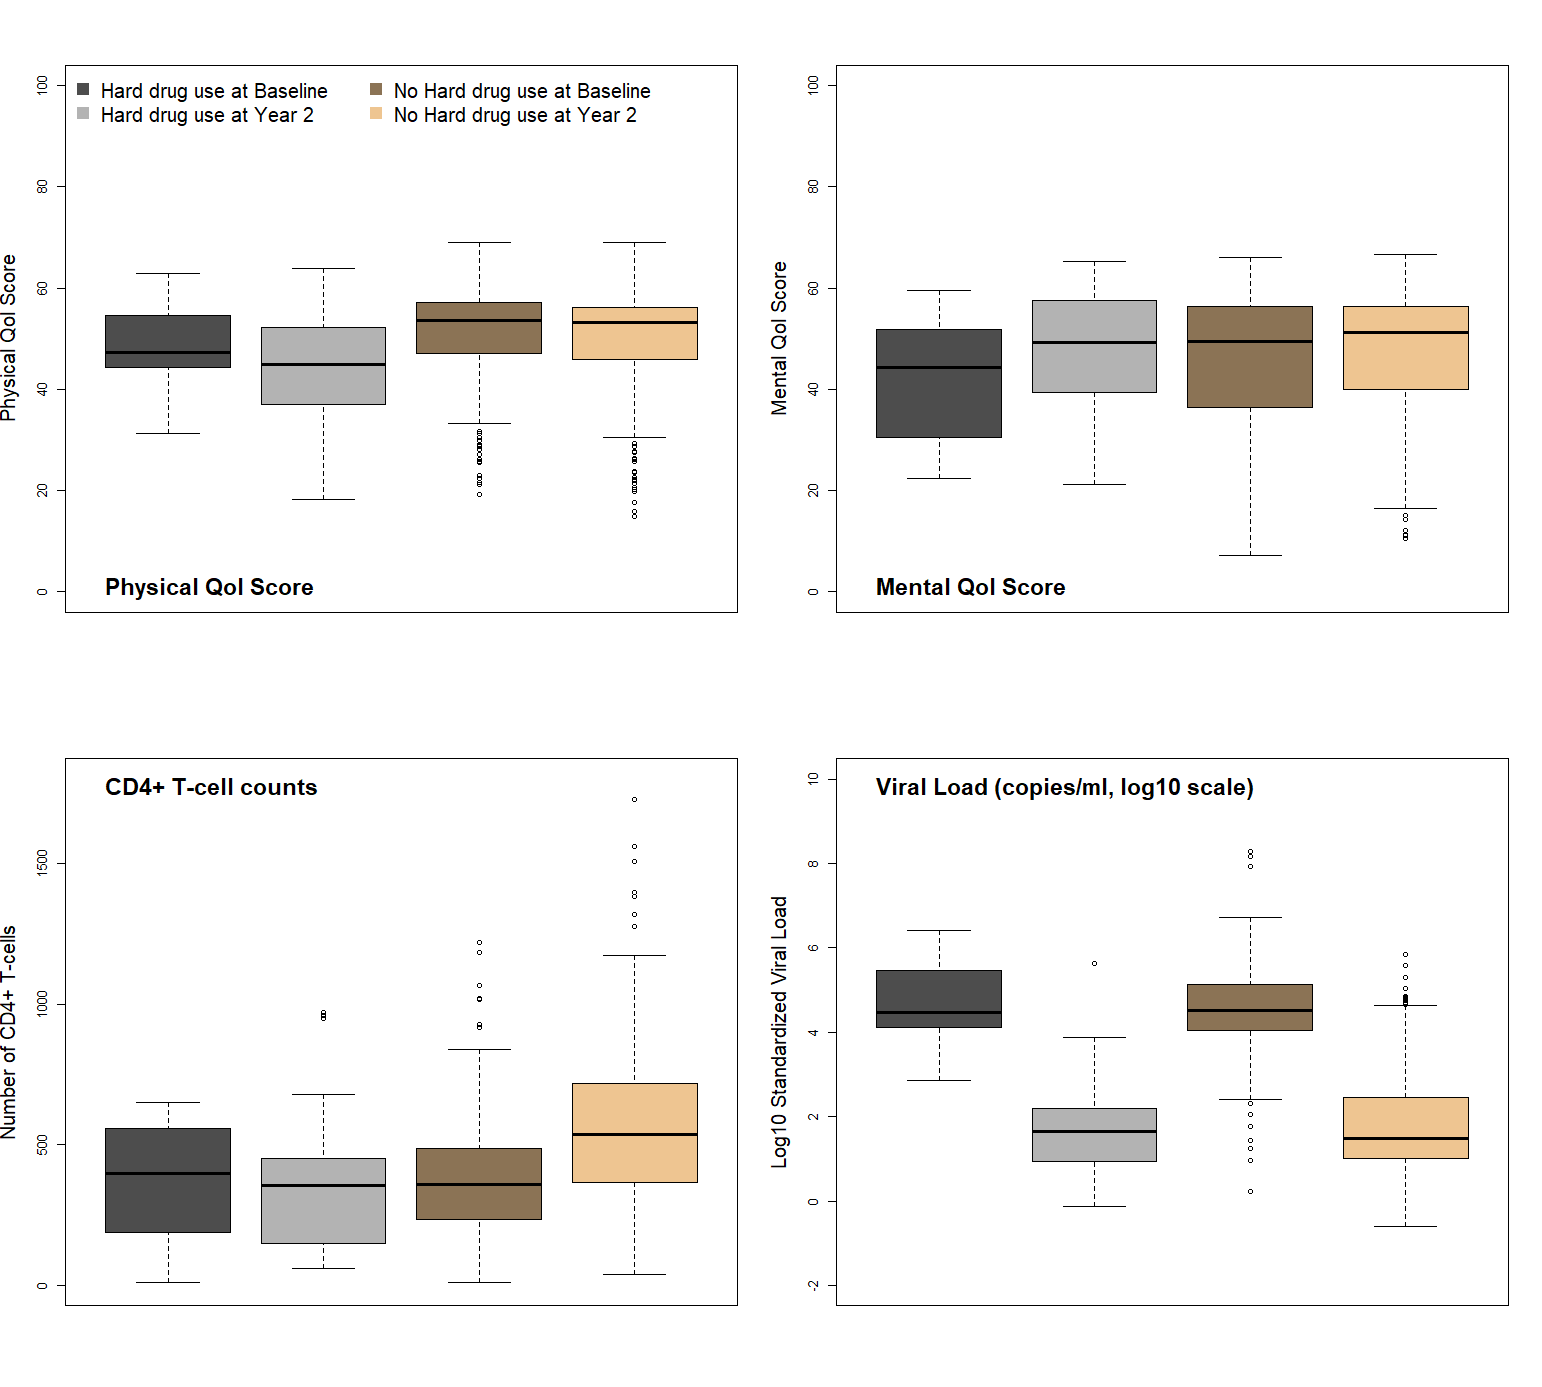 Hard drug use at Baseline
No Hard drug use at Baseline
Hard drug use at Year 2
No Hard drug use at Year 2
100
80
60
40
20
0
Physical Qol Score
Physical Qol Score
100
80
60
40
20
0
Mental Qol Score
Mental Qol Score
CD4+ T-cell counts
1500
1000
500
0
Number of CD4+ T-cells
Viral Load (copies/ml, log10 scale)
10
8
6
4
2
0
-2
Log10 Standardized Viral Load